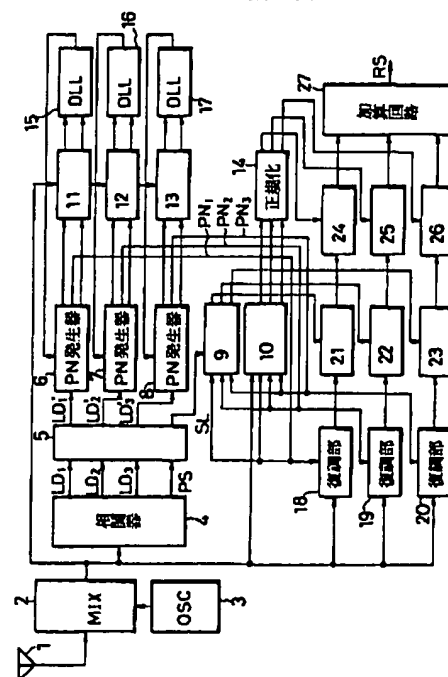 1
2
MIX
OSC
3
相関器
4
LD₁
LD₂
LD₃
PS
5
LD₁'
LD₂'
LD₃'
SL
6
PN発生器
7
PN発生器
8
PN発生器
11
12
13
15
DLL
16
DLL
DLL
17
PN₁
PN₂
PN₃
9
10
14
正規化
18
復調部
19
復調部
20
復調部
21
22
23
24
25
26
27
加算回路
RS